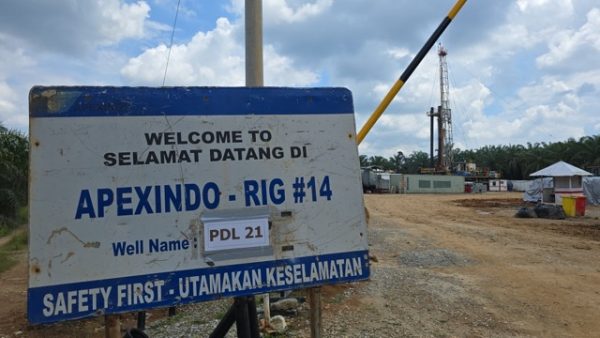 WELCOME TO
SELAMAT DATANG DI
APEXINDO - RIG #14
Well Name : PDL 21
SAFETY FIRST - UTAMAKAN KESELAMATAN